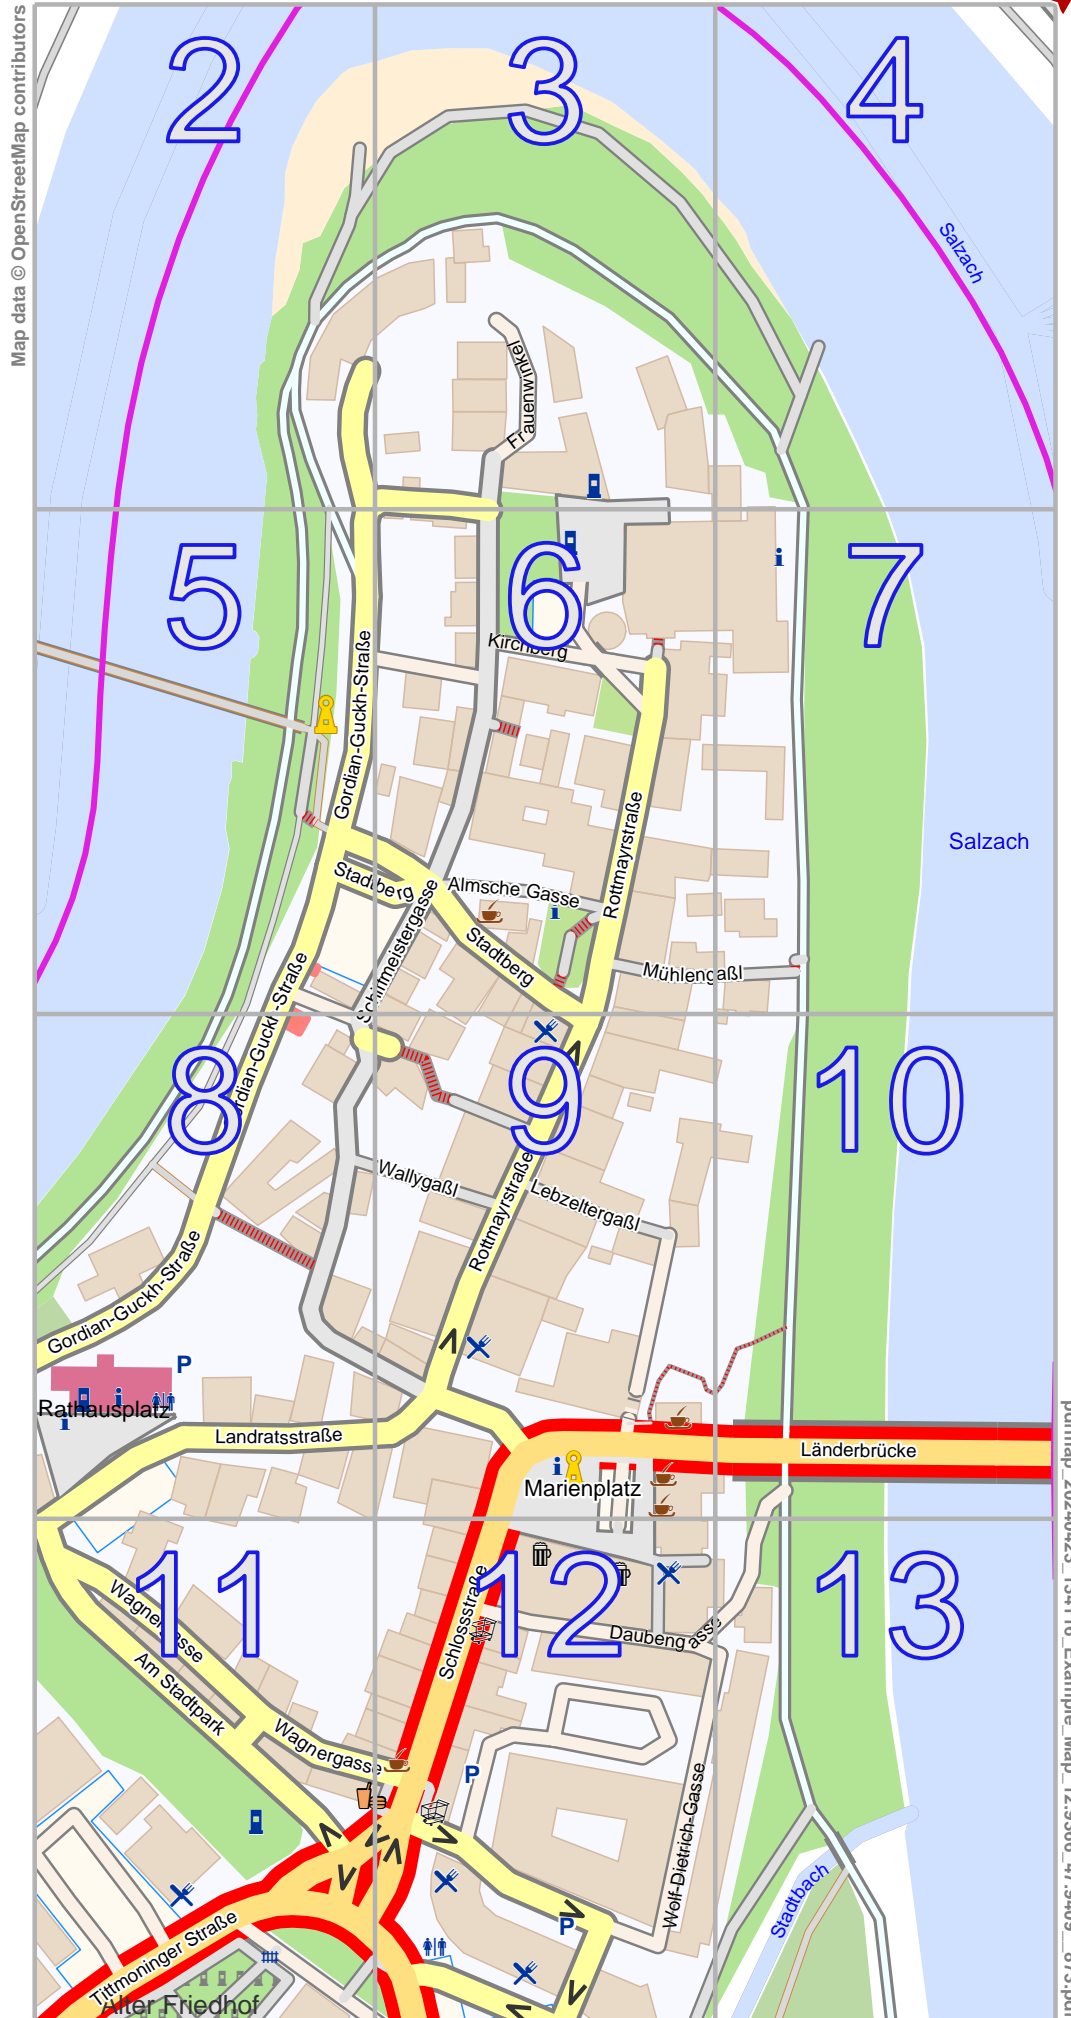 Map data © OpenStreetMap contributors
2
3
4
Salzach
Frauenwinkel
5
6
7
Kirchberg
Gordian-Guckh-Straße
Rottmayrstraße
Salzach
Stadtberg
Almsche Gasse
Schiffmeistergasse
Stadtberg
Mühlengaßl
Gordian-Guckh-Straße
8
9
10
Wallygaßl
Rottmayrstraße
Lebzeltergaßl
Gordian-Guckh-Straße
P
Rathausplatz
Landratsstraße
Länderbrücke
Marienplatz
11
12
13
Wagnergasse
Schlossstraße
Daubengasse
Am Stadtpark
Wagnergasse
P
Wolf-Dietrich-Gasse
Stadtbach
P
Tittmoninger Straße
Alter Friedhof